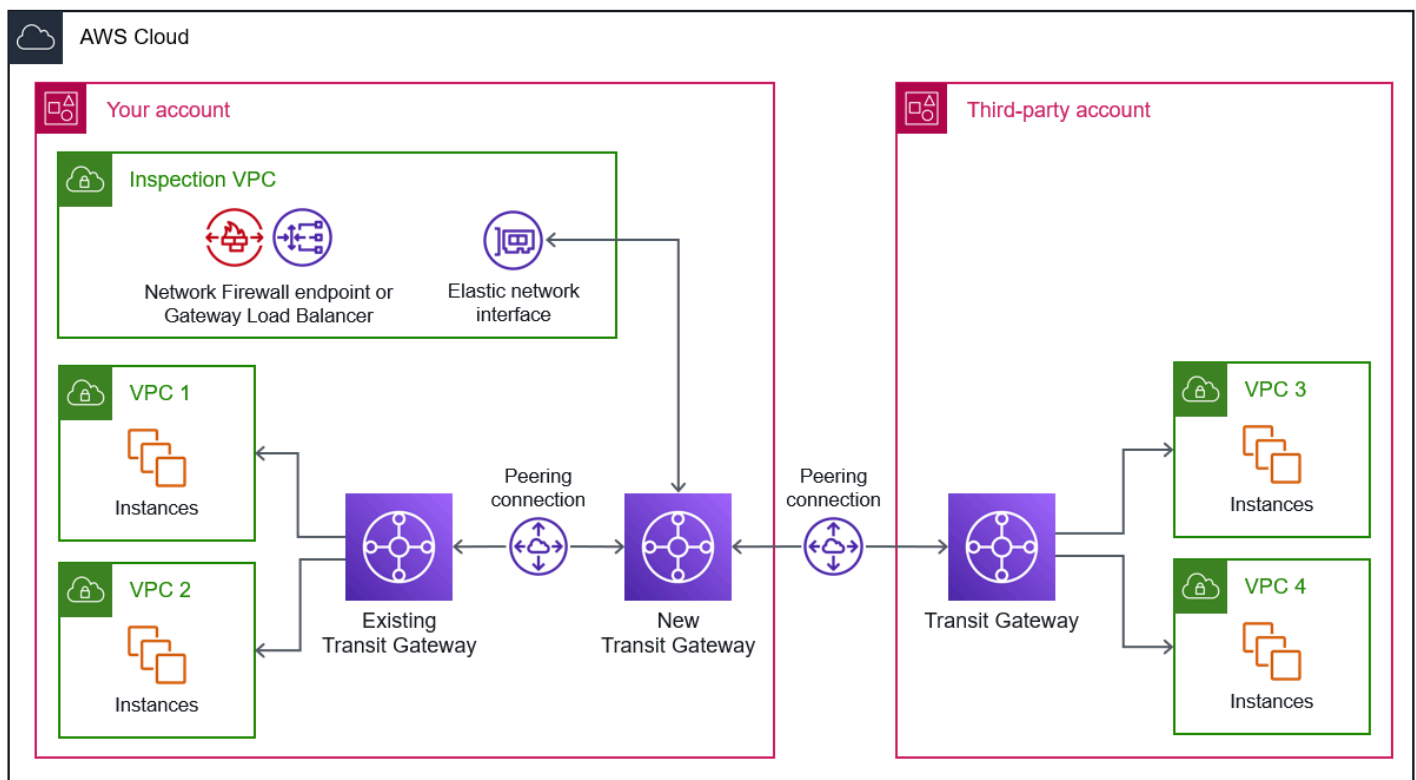 AWS Cloud
Your account
Third-party account
Inspection VPC
Network Firewall endpoint or
Gateway Load Balancer
Elastic network
interface
VPC 1
Instances
VPC 2
Instances
Existing
Transit Gateway
Peering
connection
New
Transit Gateway
Peering
connection
Transit Gateway
VPC 3
Instances
VPC 4
Instances